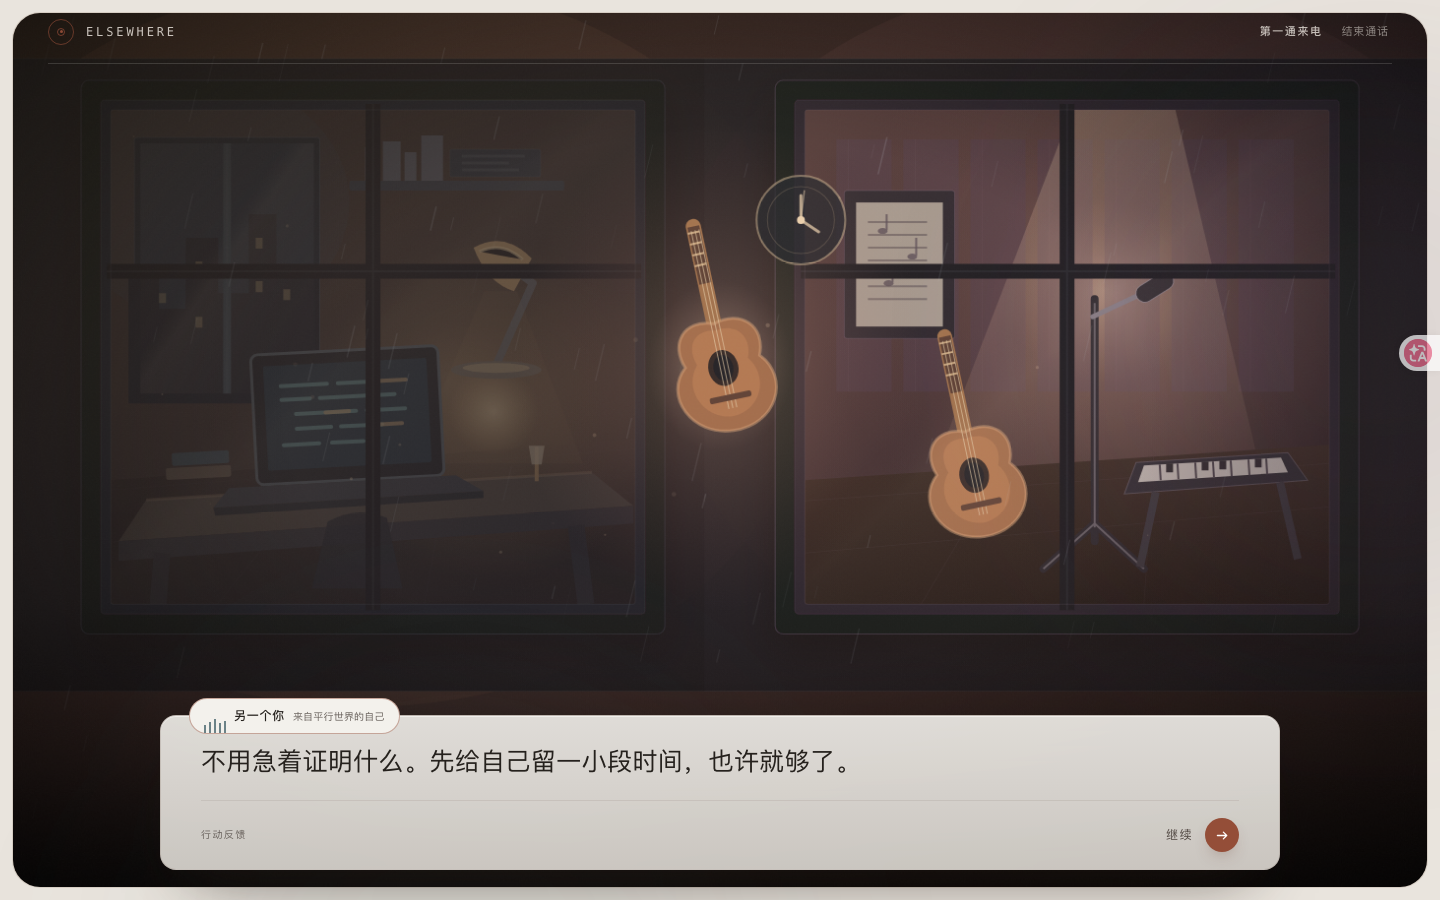 ELSEWHERE
第一通来电 结束通话
另一个你 来自平行世界的自己
不用急着证明什么。先给自己留一小段时间，也许就够了。
行动反馈
继续